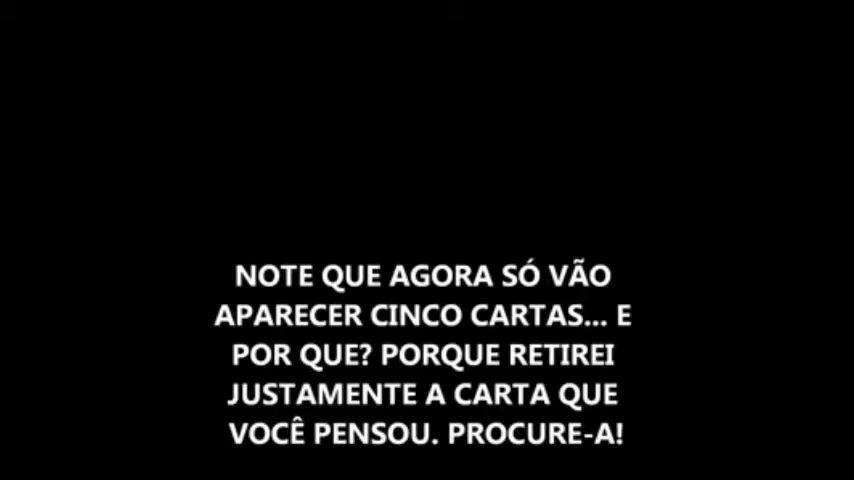 NOTE QUE AGORA SÓ VÃO
APARECER CINCO CARTAS... E
POR QUE? PORQUE RETIREI
JUSTAMENTE A CARTA QUE
VOCÊ PENSOU. PROCURE-A!